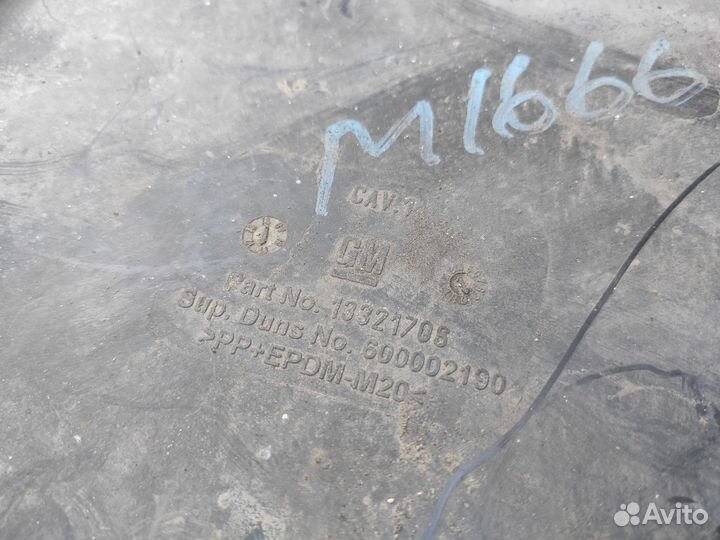 M1666
CAV.
GM
Part No. 13321708
Sup. Duns No. 600002190
>PP+EPDM-M20<
Avito